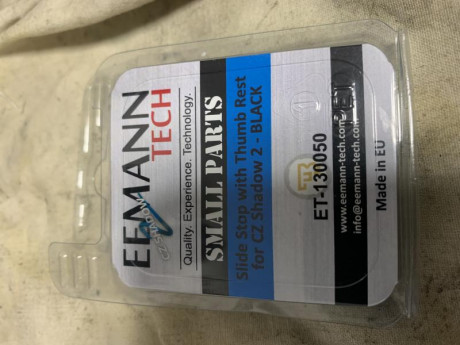 EEMANN
TECH
Quality. Experience. Technology.
SMALL PARTS
Slide Stop with Thumb Rest
for CZ Shadow 2 - BLACK
ET-130050
www.eemann-tech.com
info@eemann-tech.com
Made in EU